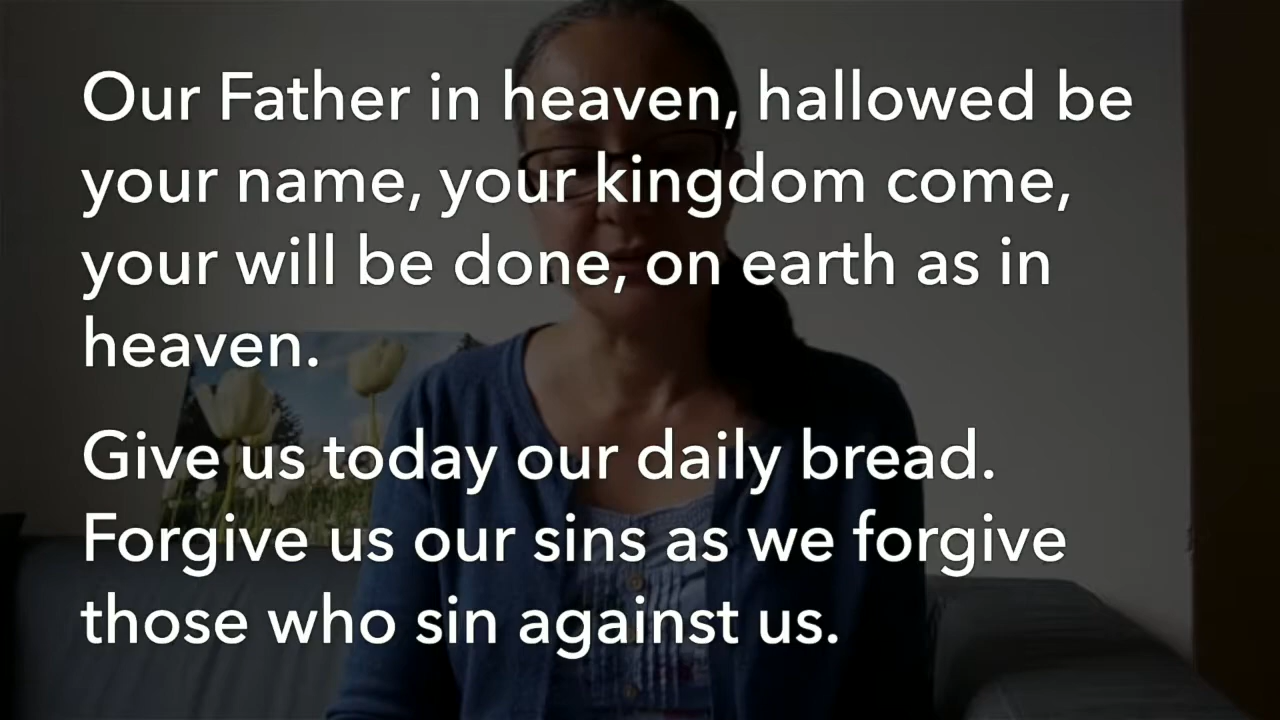 Our Father in heaven, hallowed be
your name, your kingdom come,
your will be done, on earth as in
heaven.
Give us today our daily bread.
Forgive us our sins as we forgive
those who sin against us.